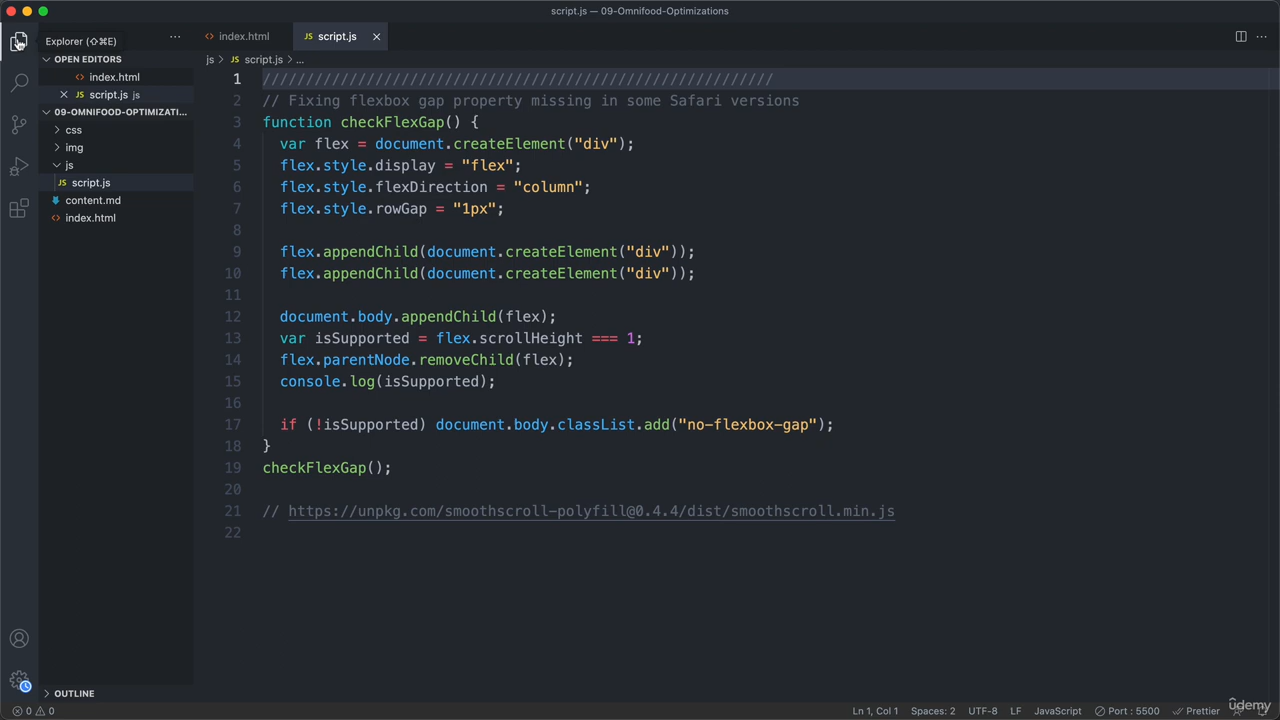 script.js — 09-Omnifood-Optimizations
Explorer (⇧⌘E)
...
index.html
script.js
OPEN EDITORS
index.html
script.js js
09-OMNIFOOD-OPTIMIZATI...
css
img
js
JS script.js
content.md
index.html
OUTLINE
js > JS script.js > ...
1 ///////////////////////////////////////////////////////////
2 // Fixing flexbox gap property missing in some Safari versions
3 function checkFlexGap() {
4 var flex = document.createElement("div");
5 flex.style.display = "flex";
6 flex.style.flexDirection = "column";
7 flex.style.rowGap = "1px";
8
9 flex.appendChild(document.createElement("div"));
10 flex.appendChild(document.createElement("div"));
11
12 document.body.appendChild(flex);
13 var isSupported = flex.scrollHeight === 1;
14 flex.parentNode.removeChild(flex);
15 console.log(isSupported);
16
17 if (!isSupported) document.body.classList.add("no-flexbox-gap");
18 }
19 checkFlexGap();
20
21 // https://unpkg.com/smoothscroll-polyfill@0.4.4/dist/smoothscroll.min.js
22
0 0 Ln 1, Col 1 Spaces: 2 UTF-8 LF JavaScript Port : 5500 Prettier
ûdemy